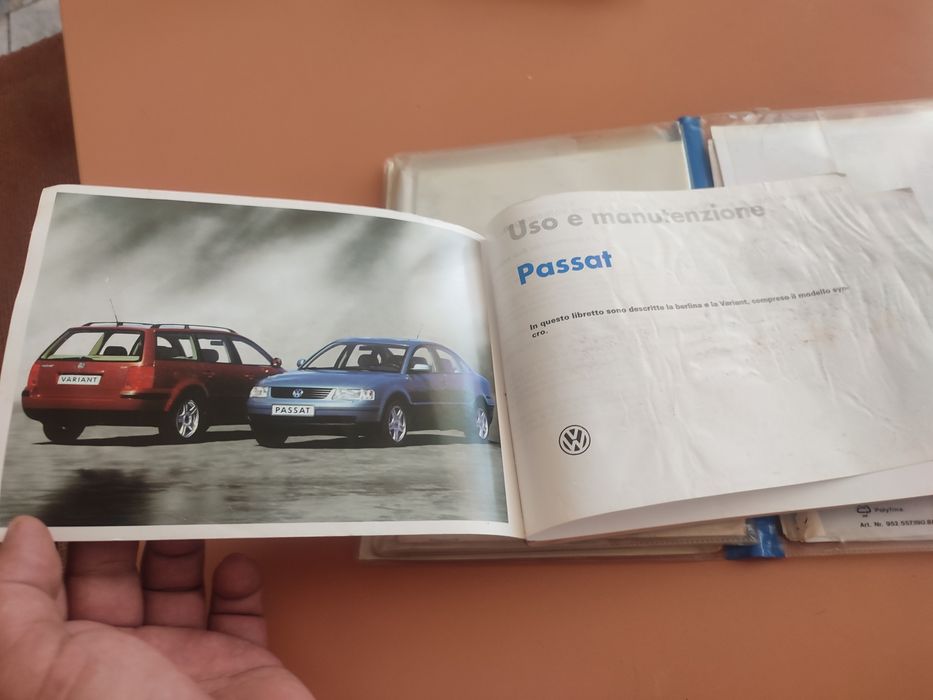 VARIANT
PASSAT
Uso e manutenzione
Passat
In questo libretto sono descritte la berlina e la Variant, compreso il modello syn-
cro.
Polyfina